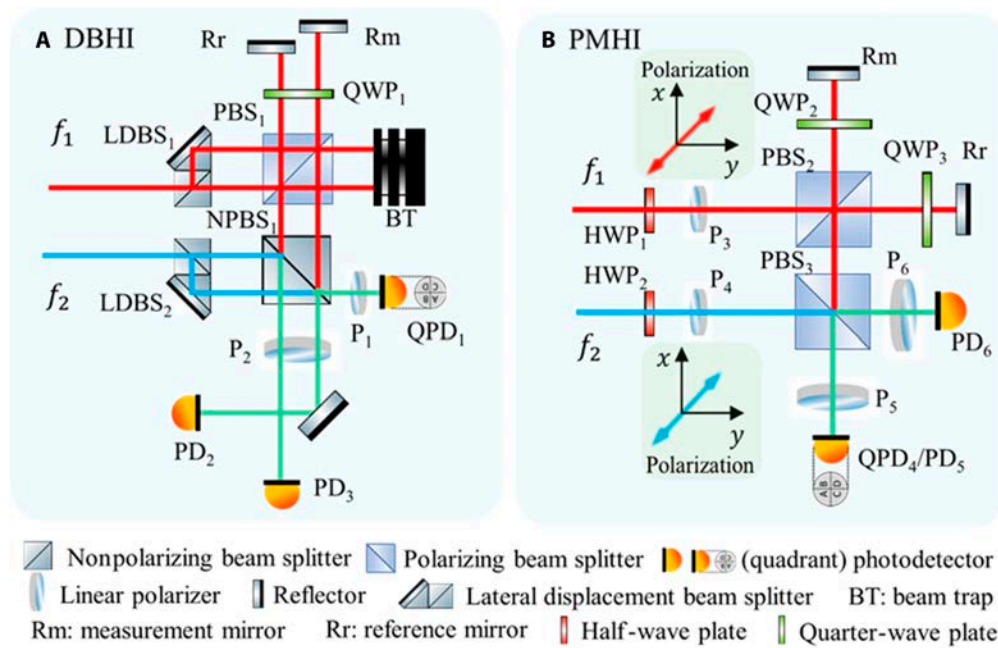 A DBHI
Rr
Rm
QWP₁
PBS₁
LDBS₁
f₁
NPBS₁
BT
f₂
LDBS₂
P₁
QPD₁
P₂
PD₂
PD₃
B PMHI
Polarization
x
y
Rm
QWP₂
QWP₃
Rr
PBS₂
f₁
HWP₁
P₃
HWP₂
P₄
PBS₃
P₆
f₂
PD₆
x
y
Polarization
P₅
QPD₄/PD₅
A B
C D
Nonpolarizing beam splitter Polarizing beam splitter (quadrant) photodetector
Linear polarizer Reflector Lateral displacement beam splitter BT: beam trap
Rm: measurement mirror Rr: reference mirror Half-wave plate Quarter-wave plate